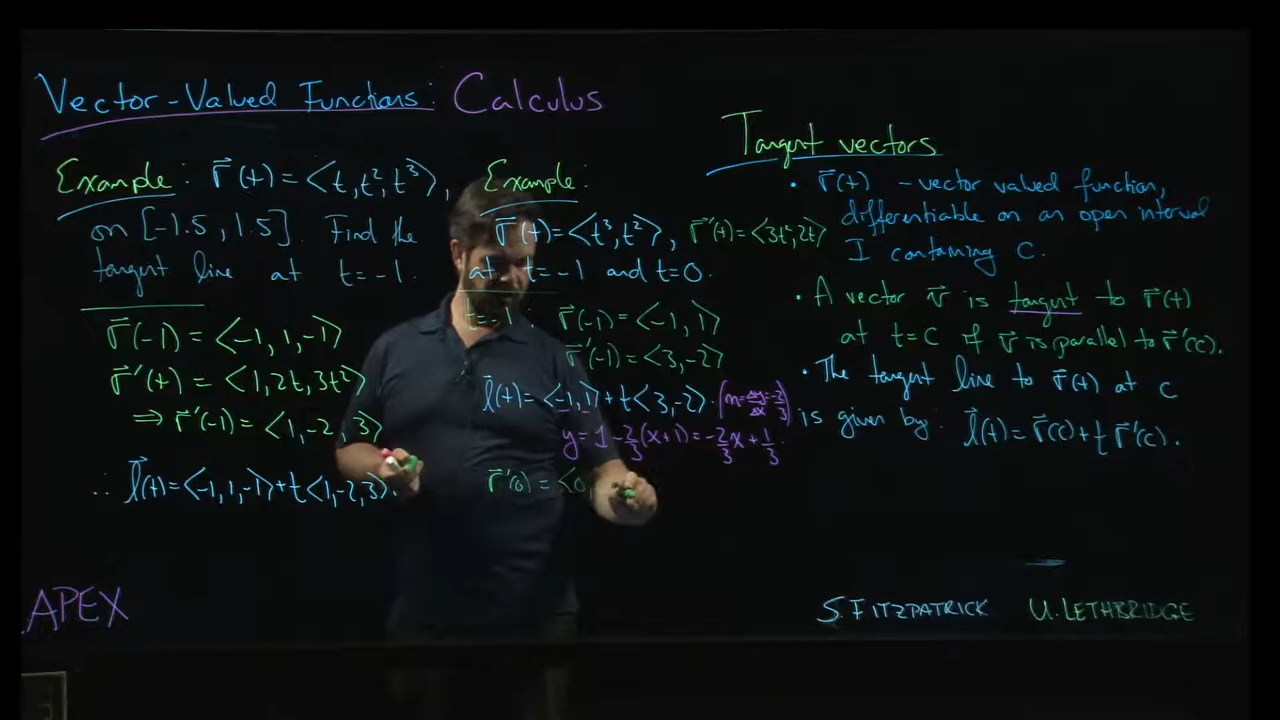 Vector-Valued Functions: Calculus
Example: r⃗(t) = ⟨t, t², t³⟩,
on [-1.5, 1.5]. Find the
tangent line at t=-1.
r⃗(-1) = ⟨-1, 1, -1⟩
r⃗'(t) = ⟨1, 2t, 3t²⟩
⇒ r⃗'(-1) = ⟨1, -2, 3⟩
∴ l⃗(t) = ⟨-1, 1, -1⟩ + t⟨1, -2, 3⟩.
Example:
r⃗(t) = ⟨t³, t²⟩, r⃗'(t) = ⟨3t², 2t⟩
at t=-1 and t=0.
t=-1: r⃗(-1) = ⟨-1, 1⟩
r⃗'(-1) = ⟨3, -2⟩
l⃗(t) = ⟨-1, 1⟩ + t⟨3, -2⟩. (m = Δy/Δx = -2/3)
y = 1 - 2/3(x+1) = -2/3x + 1/3.
r⃗'(0) = ⟨0,
Tangent vectors
• r⃗(t) - vector valued function,
differentiable on an open interval
I containing c.
• A vector v⃗ is tangent to r⃗(t)
at t=c if v⃗ is parallel to r⃗'(c).
• The tangent line to r⃗(t) at c
is given by: l⃗(t) = r⃗(c) + t r⃗'(c).
APEX
S. FITZPATRICK U. LETHBRIDGE